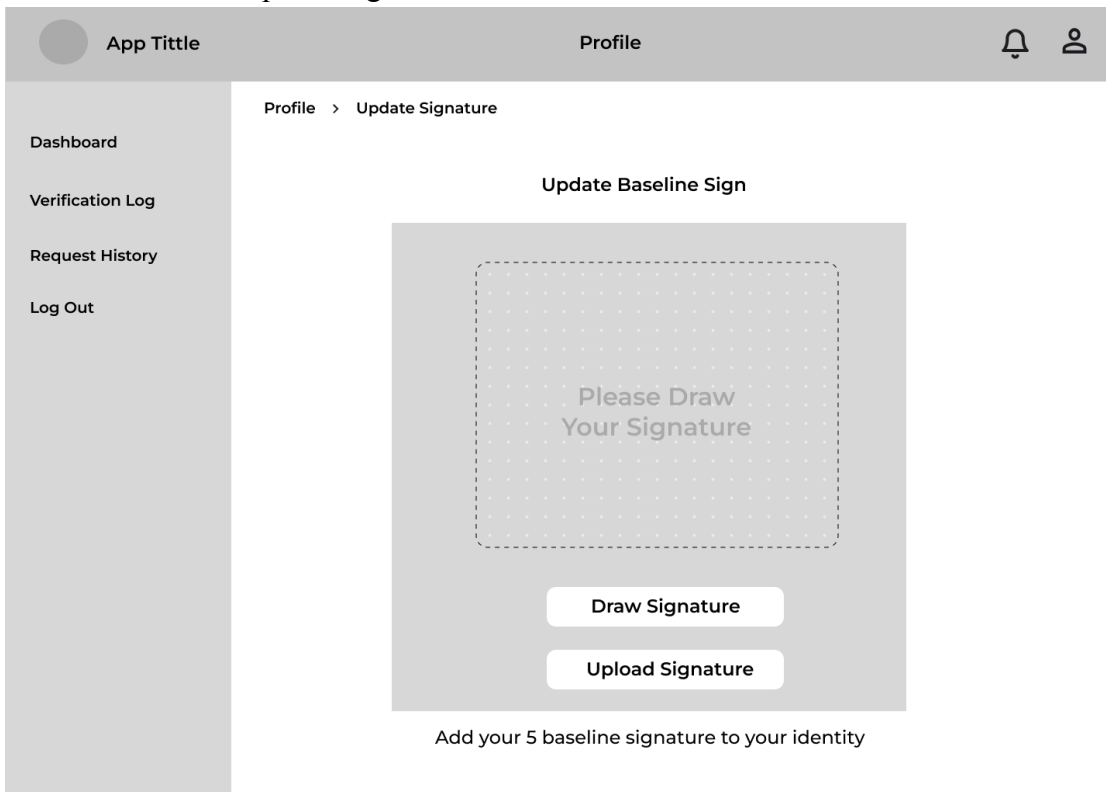 App Tittle
Profile
Profile > Update Signature
Dashboard
Verification Log
Request History
Log Out
Update Baseline Sign
Please Draw
Your Signature
Draw Signature
Upload Signature
Add your 5 baseline signature to your identity